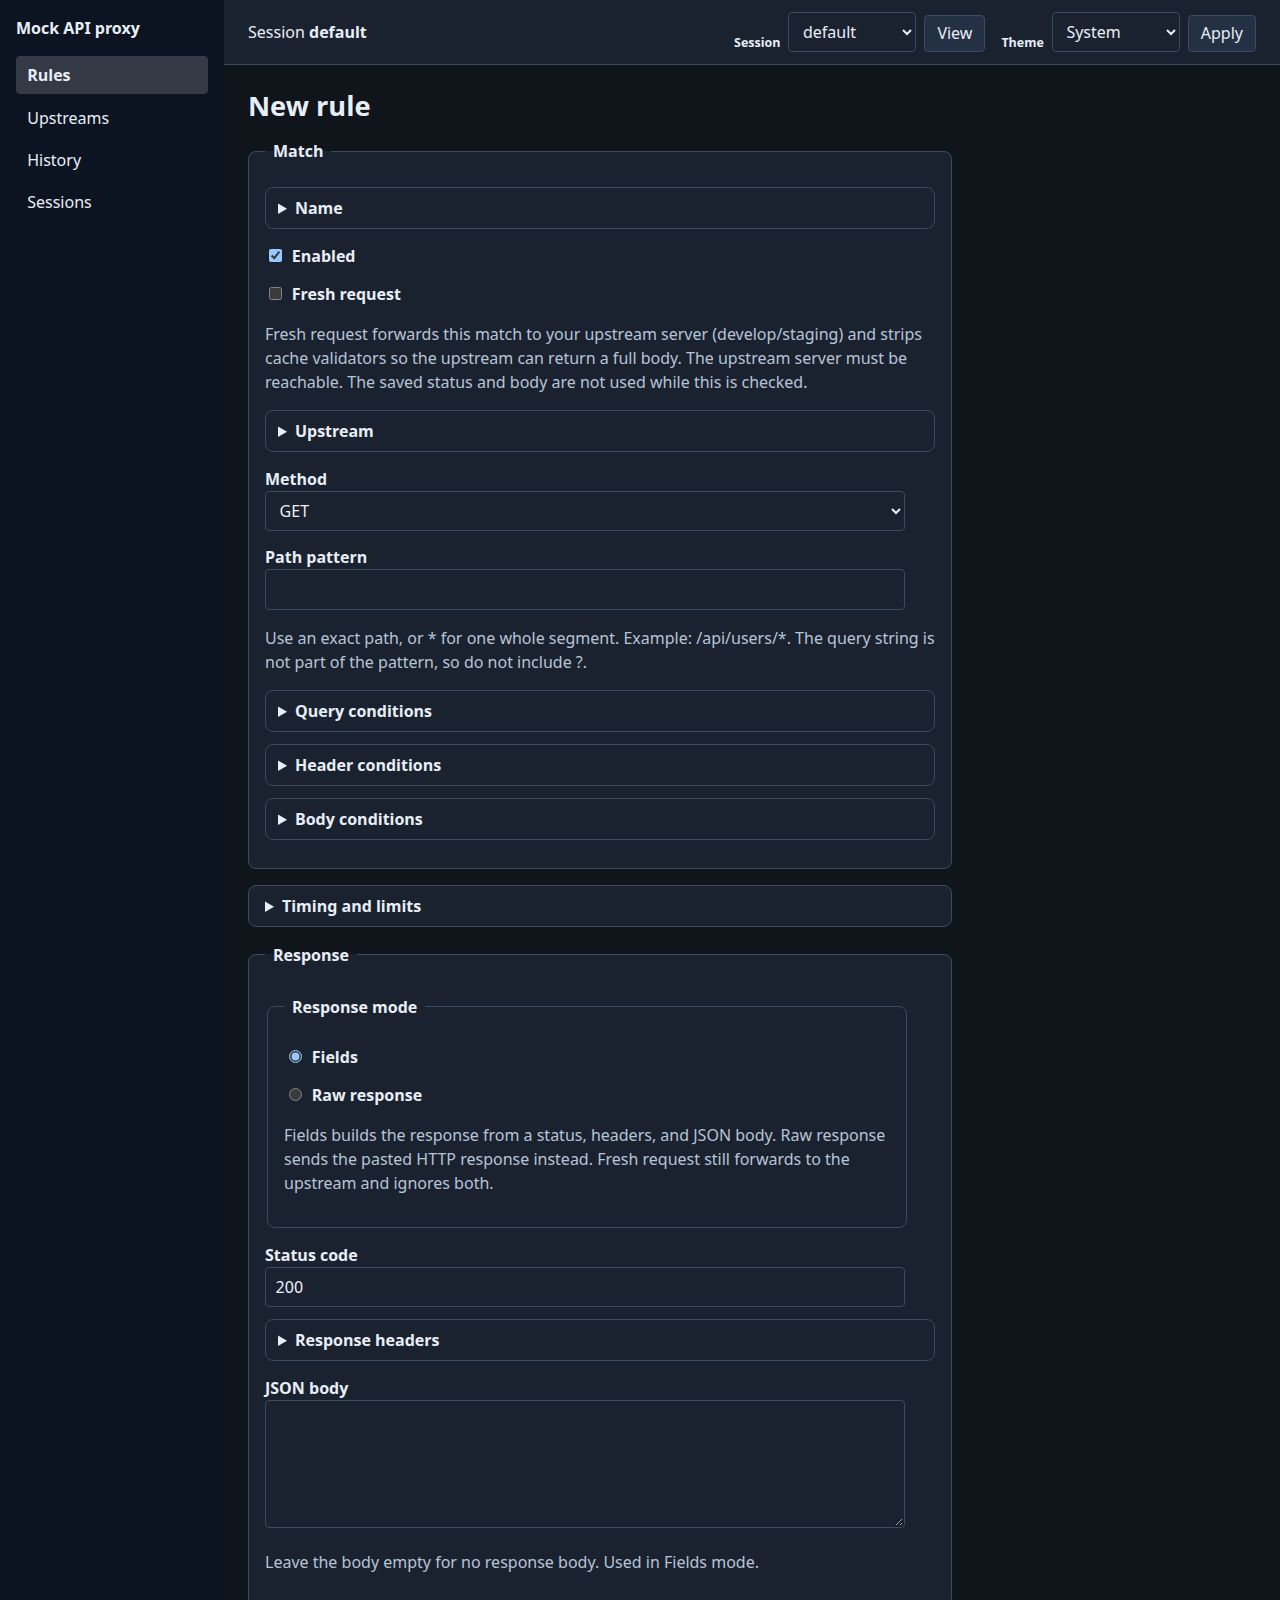 Mock API proxy
Rules
Upstreams
History
Sessions
Session default
Session
default
View
Theme
System
Apply
New rule
Match
Name
Enabled
Fresh request
Fresh request forwards this match to your upstream server (develop/staging) and strips
cache validators so the upstream can return a full body. The upstream server must be
reachable. The saved status and body are not used while this is checked.
Upstream
Method
GET
Path pattern
Use an exact path, or * for one whole segment. Example: /api/users/*. The query string is
not part of the pattern, so do not include ?.
Query conditions
Header conditions
Body conditions
Timing and limits
Response
Response mode
Fields
Raw response
Fields builds the response from a status, headers, and JSON body. Raw response
sends the pasted HTTP response instead. Fresh request still forwards to the
upstream and ignores both.
Status code
200
Response headers
JSON body
Leave the body empty for no response body. Used in Fields mode.